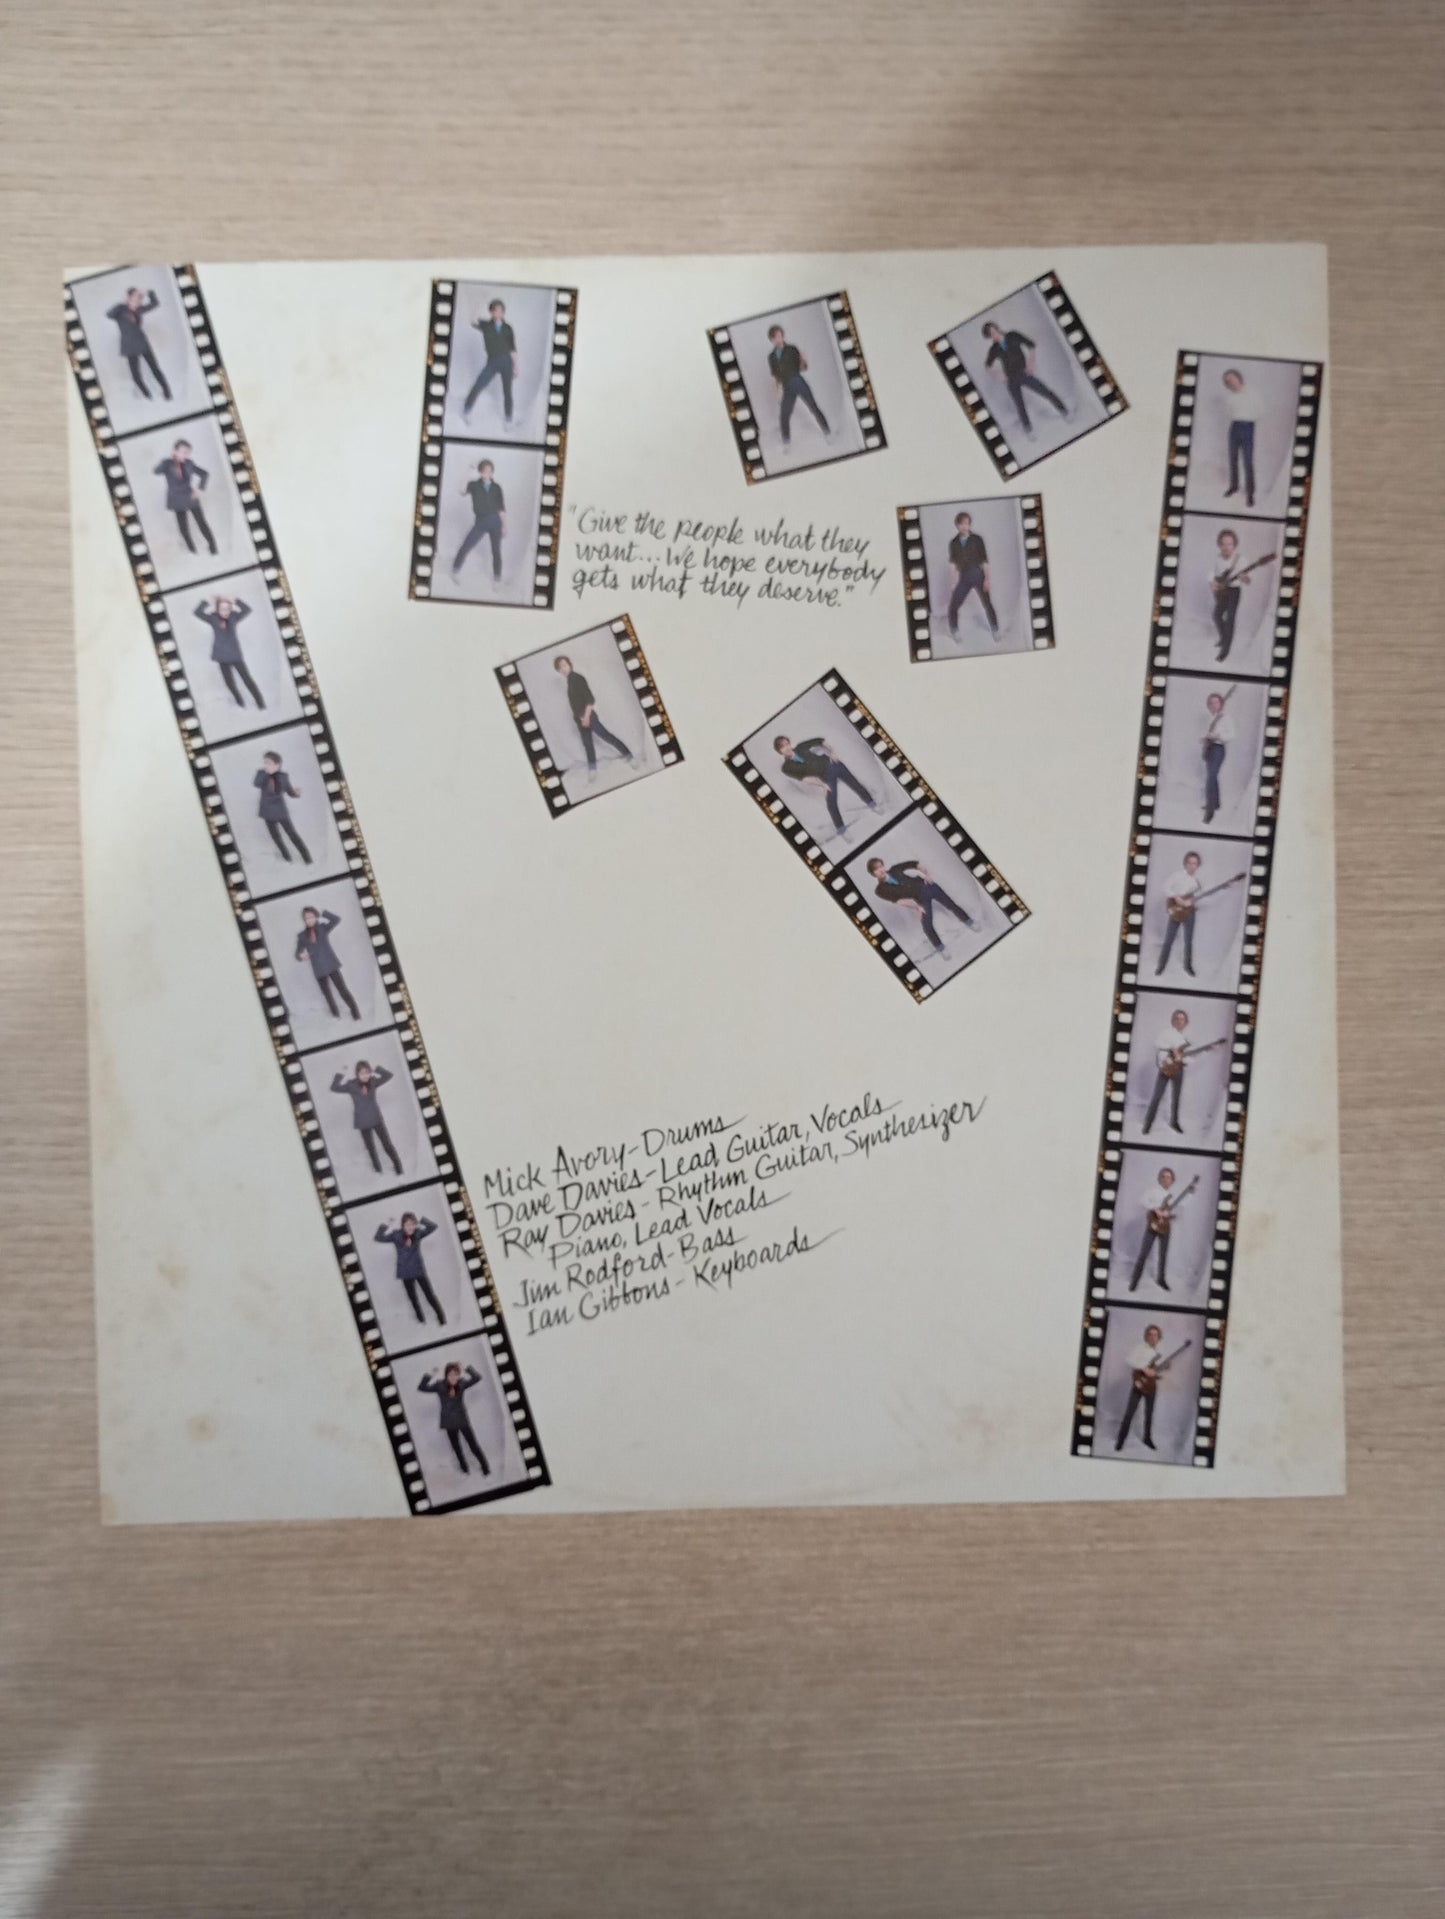 "Give the people what they
want... We hope everybody
gets what they deserve."
Mick Avory-Drums
Dave Davies-Lead Guitar, Vocals
Ray Davies-Rhythm Guitar, Synthesizer
Piano, Lead Vocals
Jim Rodford-Bass
Ian Gibbons-Keyboards